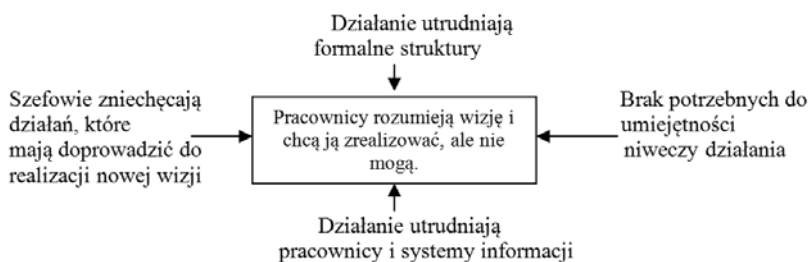 Działanie utrudniają
formalne struktury
Szefowie zniechęcają
działań, które
mają doprowadzić do
realizacji nowej wizji
Pracownicy rozumieją wizję i
chcą ją zrealizować, ale nie
mogą.
Brak potrzebnych do
umiejętności
niweczy działania
Działanie utrudniają
pracownicy i systemy informacji